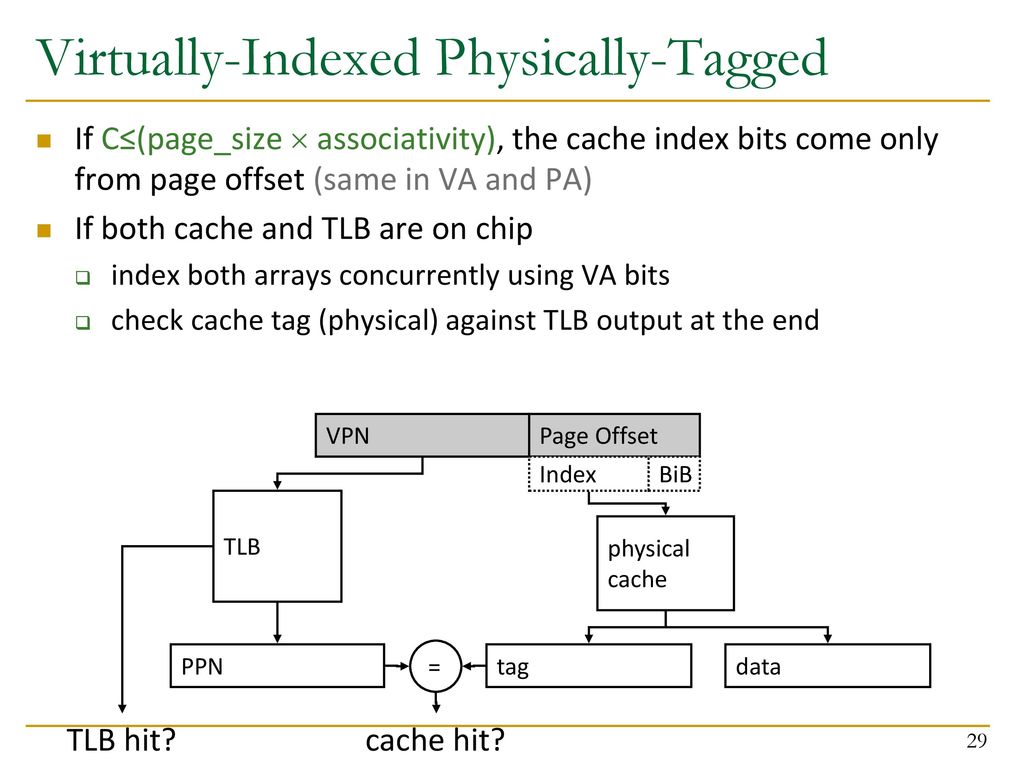 Virtually-Indexed Physically-Tagged
If C≤(page_size × associativity), the cache index bits come only
from page offset (same in VA and PA)
If both cache and TLB are on chip
index both arrays concurrently using VA bits
check cache tag (physical) against TLB output at the end
VPN
Page Offset
Index
BiB
TLB
physical
cache
PPN
=
tag
data
TLB hit?
cache hit?
29